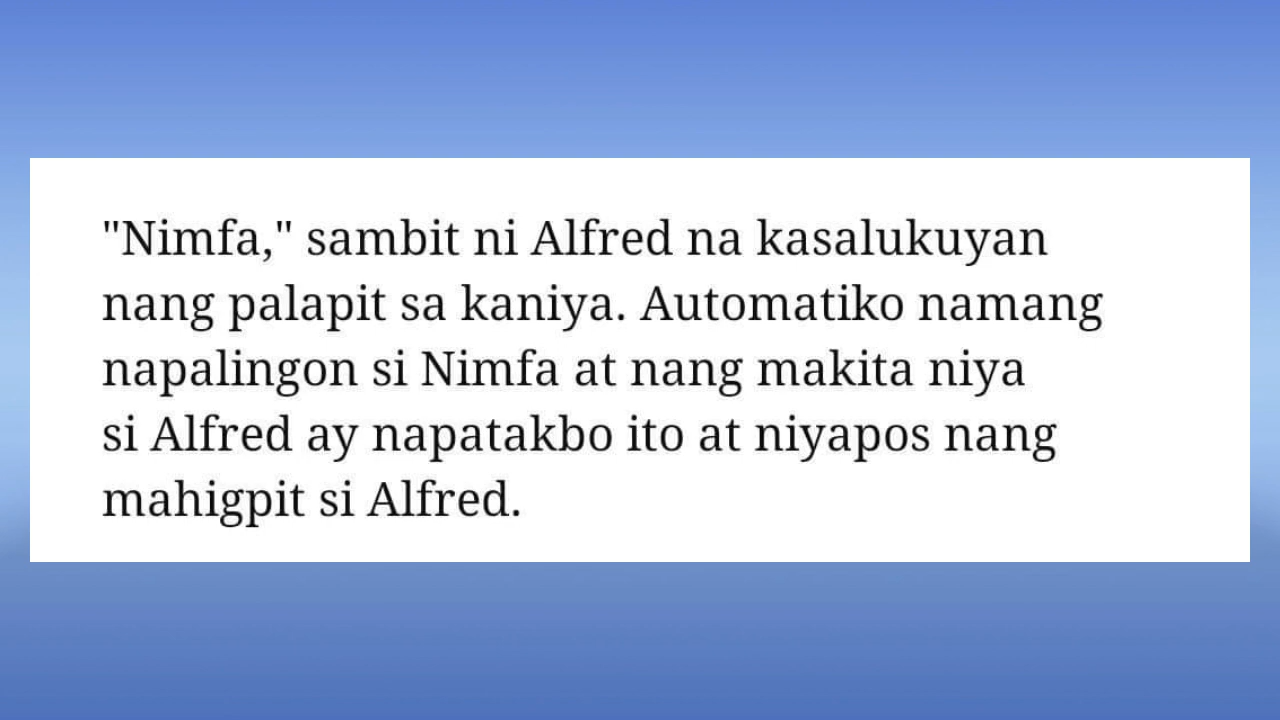 "Nimfa," sambit ni Alfred na kasalukuyan
nang palapit sa kaniya. Automatiko namang
napalingon si Nimfa at nang makita niya
si Alfred ay napatakbo ito at niyapos nang
mahigpit si Alfred.